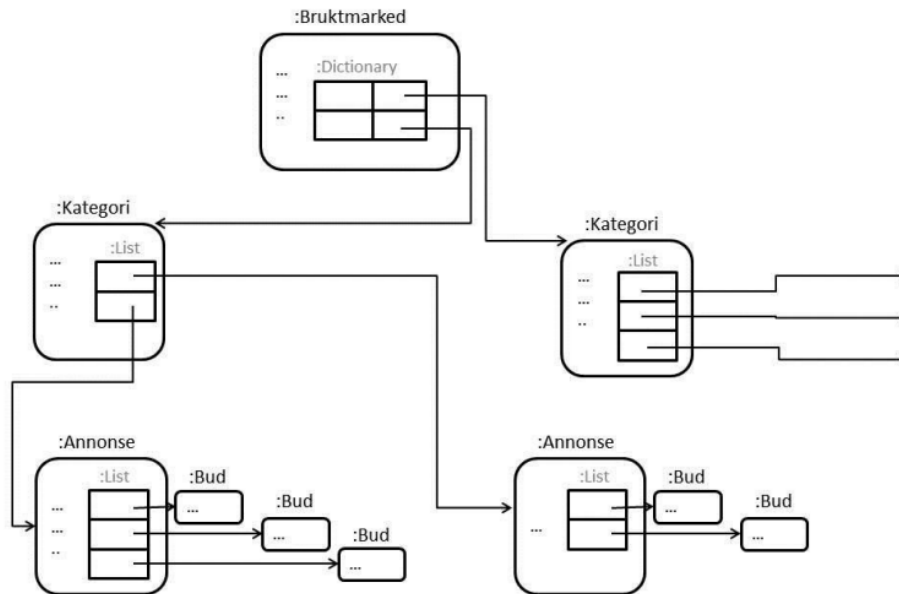 :Bruktmarked
:Dictionary
...
...
..
:Kategori
:List
...
...
..
:Kategori
:List
...
...
..
:Annonse
:List
...
...
..
:Bud
...
:Bud
...
:Bud
...
:Annonse
:List
...
:Bud
...
:Bud
...